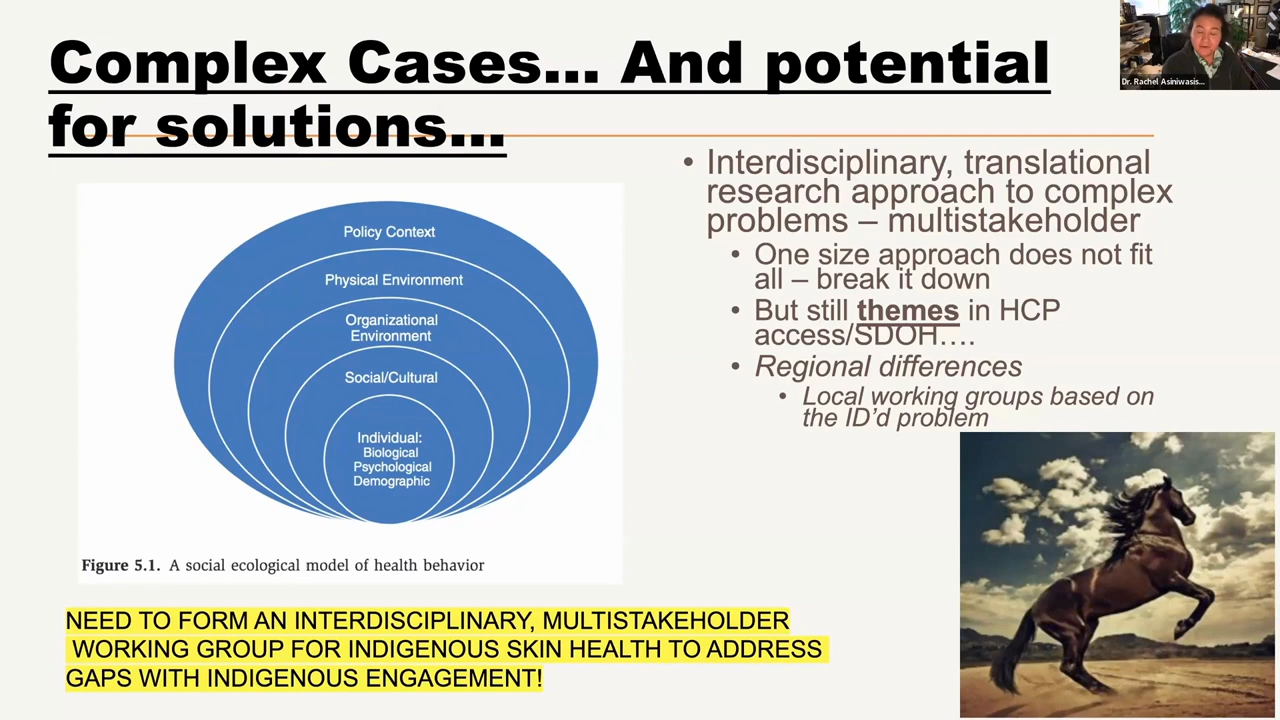 Complex Cases... And potential
for solutions...
Dr. Rachel Asiniwasis...
• Interdisciplinary, translational
research approach to complex
problems – multistakeholder
• One size approach does not fit
all – break it down
• But still themes in HCP
access/SDOH....
• Regional differences
• Local working groups based on
the ID'd problem
Policy Context
Physical Environment
Organizational
Environment
Social/Cultural
Individual:
Biological
Psychological
Demographic
Figure 5.1. A social ecological model of health behavior
NEED TO FORM AN INTERDISCIPLINARY, MULTISTAKEHOLDER
WORKING GROUP FOR INDIGENOUS SKIN HEALTH TO ADDRESS
GAPS WITH INDIGENOUS ENGAGEMENT!